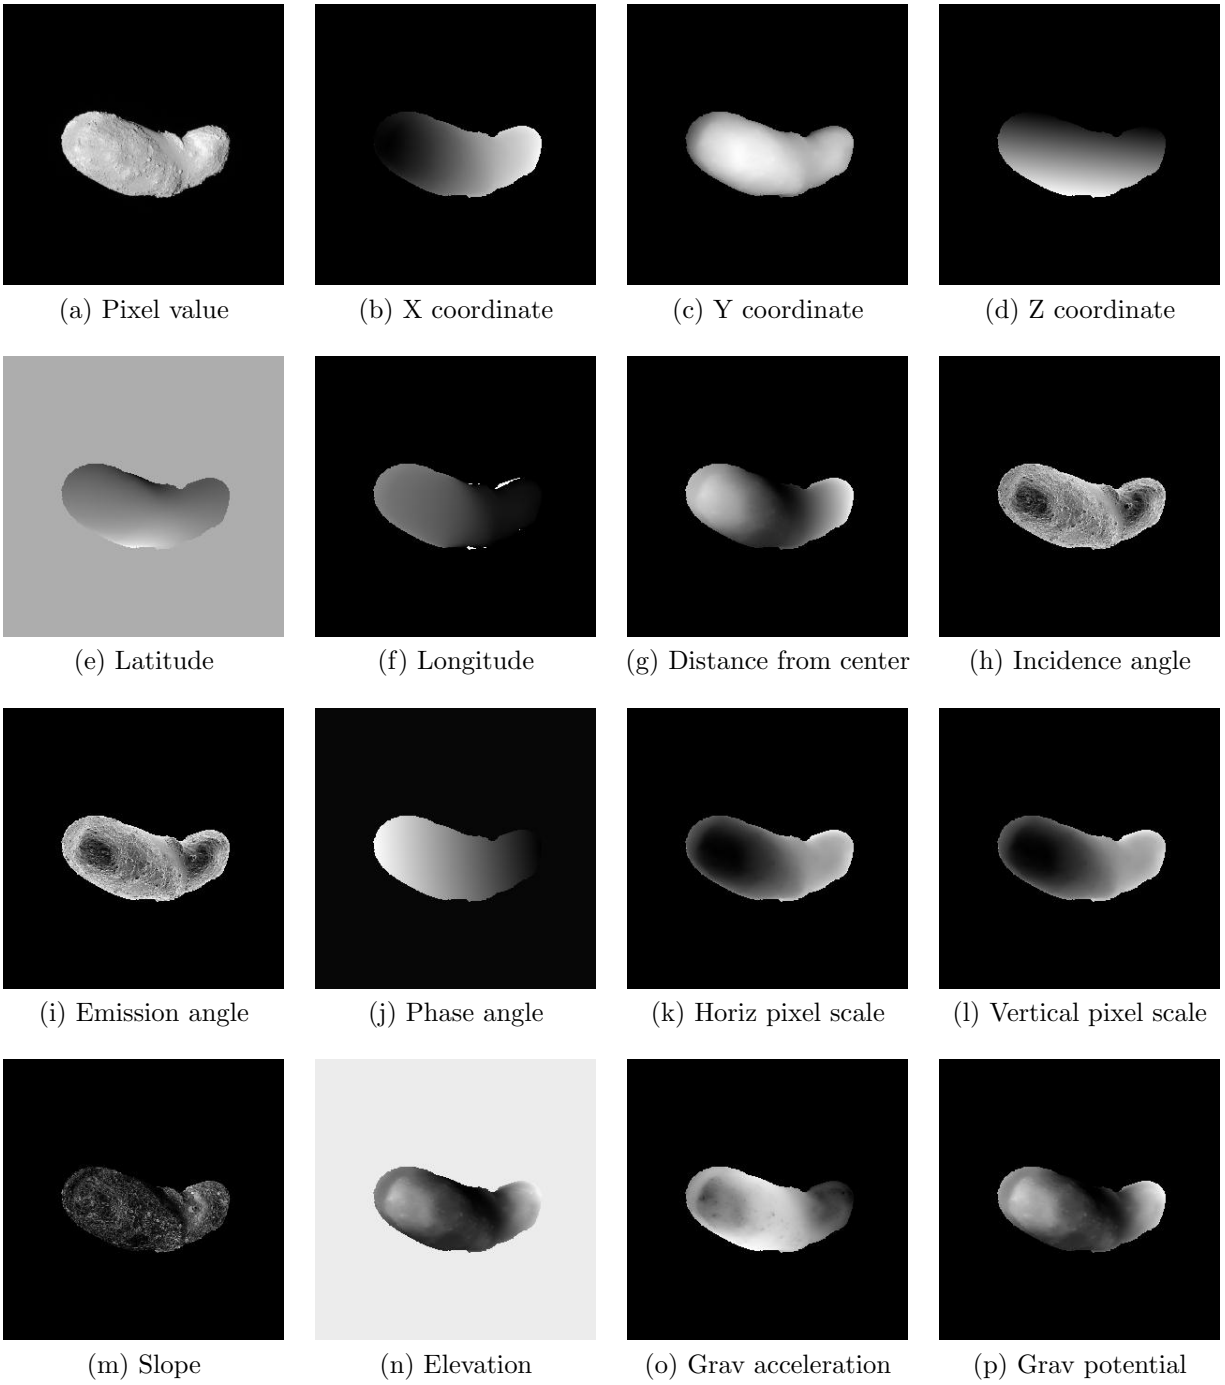 (a) Pixel value
(b) X coordinate
(c) Y coordinate
(d) Z coordinate
(e) Latitude
(f) Longitude
(g) Distance from center
(h) Incidence angle
(i) Emission angle
(j) Phase angle
(k) Horiz pixel scale
(l) Vertical pixel scale
(m) Slope
(n) Elevation
(o) Grav acceleration
(p) Grav potential